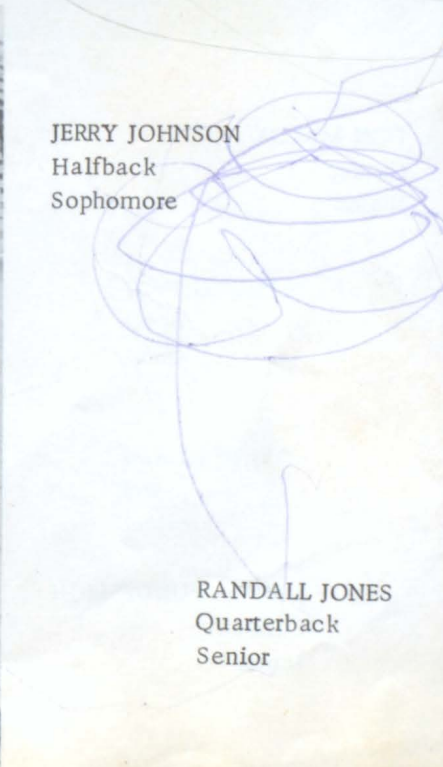 JERRY JOHNSON
Halfback
Sophomore
RANDALL JONES
Quarterback
Senior